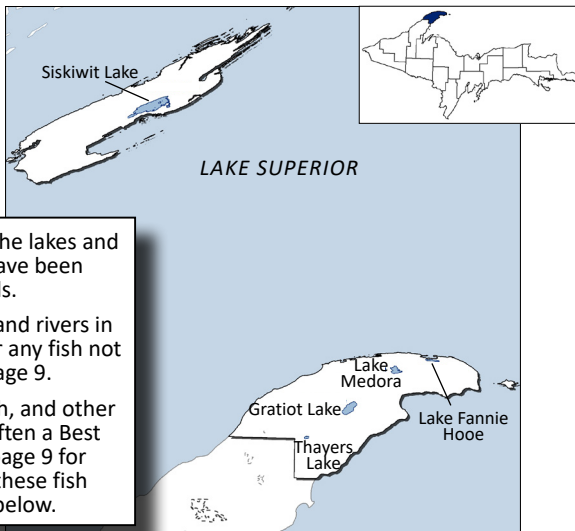 Siskiwit Lake
LAKE SUPERIOR
he lakes and
ave been
s.
and rivers in
r any fish not
age 9.
h, and other
ften a Best
age 9 for
these fish
below.
Lake
Medora
Gratiot Lake
Lake Fannie
Hooe
Thayers
Lake